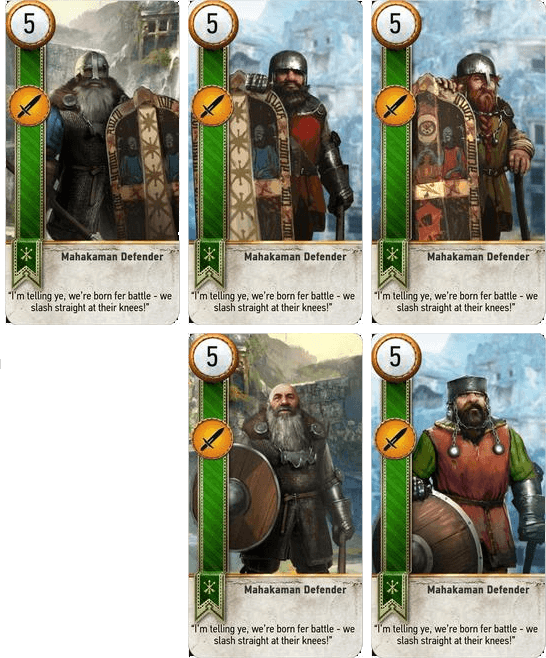 5
Mahakaman Defender
“I’m telling ye, we’re born fer battle - we
slash straight at their knees!”
5
Mahakaman Defender
“I’m telling ye, we’re born fer battle - we
slash straight at their knees!”
5
Mahakaman Defender
“I’m telling ye, we’re born fer battle - we
slash straight at their knees!”
5
Mahakaman Defender
“I’m telling ye, we’re born fer battle - we
slash straight at their knees!”
5
Mahakaman Defender
“I’m telling ye, we’re born fer battle - we
slash straight at their knees!”